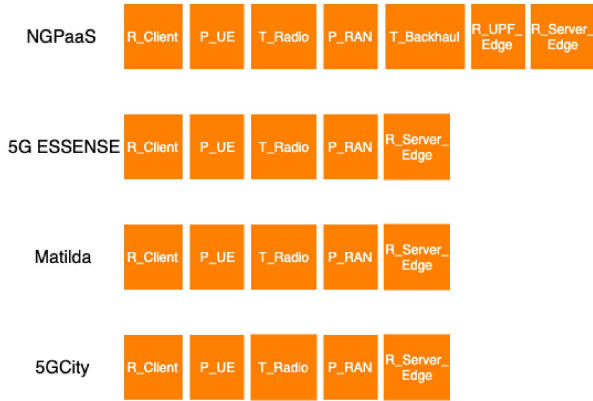 NGPaaS R_Client P_UE T_Radio P_RAN T_Backhaul R_UPF_ R_Server_
Edge Edge
5G ESSENSE R_Client P_UE T_Radio P_RAN R_Server_
Edge
Matilda R_Client P_UE T_Radio P_RAN R_Server_
Edge
5GCity R_Client P_UE T_Radio P_RAN R_Server_
Edge